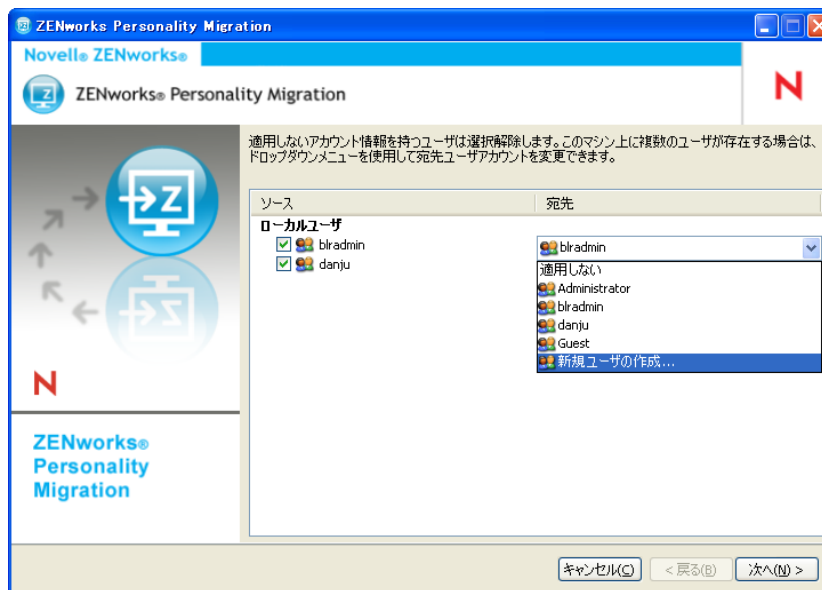 ZENworks Personality Migration
Novell® ZENworks®
ZENworks® Personality Migration
N
適用しないアカウント情報を持つユーザは選択解除します。このマシン上に複数のユーザが存在する場合は、
ドロップダウンメニューを使用して宛先ユーザアカウントを変更できます。
ソース 宛先
ローカルユーザ
blradmin blradmin
danju 適用しない
Administrator
blradmin
danju
Guest
新規ユーザの作成...
Z
N
ZENworks®
Personality
Migration
キャンセル(C) < 戻る(B) 次へ(N) >